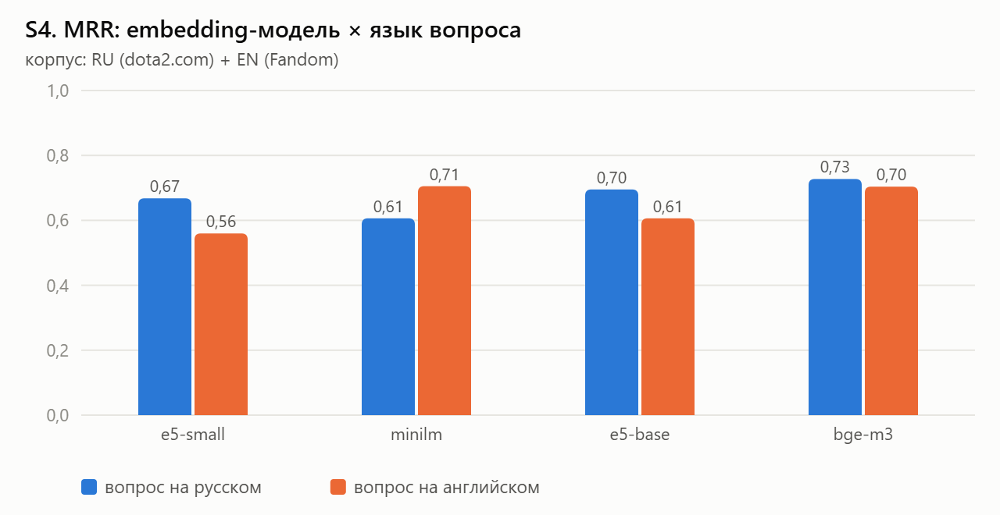 S4. MRR: embedding-модель × язык вопроса
корпус: RU (dota2.com) + EN (Fandom)
1,0
0,8
0,6
0,4
0,2
0,0
0,67
0,56
0,61
0,71
0,70
0,61
0,73
0,70
e5-small
minilm
e5-base
bge-m3
вопрос на русском
вопрос на английском